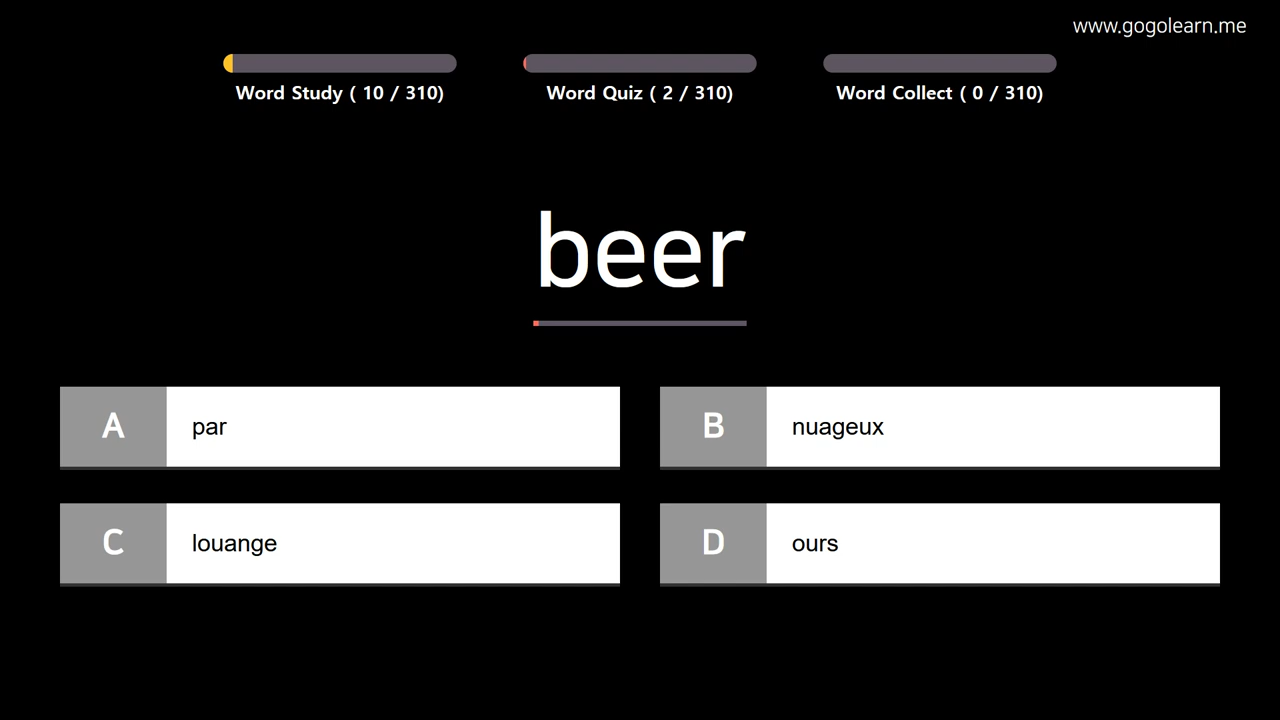 www.gogolearn.me
Word Study ( 10 / 310)
Word Quiz ( 2 / 310)
Word Collect ( 0 / 310)
beer
A par
B nuageux
C louange
D ours